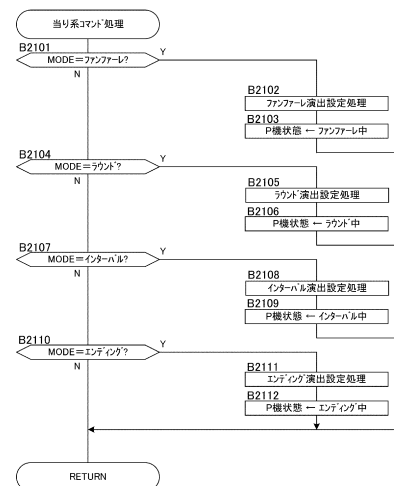 当り系ｺﾏﾝﾄﾞ処理
B2101
MODE＝ﾌｧﾝﾌｧｰﾚ?
Y
N
B2102
ﾌｧﾝﾌｧｰﾚ演出設定処理
B2103
P機状態 ← ﾌｧﾝﾌｧｰﾚ中
B2104
MODE＝ﾗｳﾝﾄﾞ?
Y
N
B2105
ﾗｳﾝﾄﾞ演出設定処理
B2106
P機状態 ← ﾗｳﾝﾄﾞ中
B2107
MODE＝ｲﾝﾀｰﾊﾞﾙ?
Y
N
B2108
ｲﾝﾀｰﾊﾞﾙ演出設定処理
B2109
P機状態 ← ｲﾝﾀｰﾊﾞﾙ中
B2110
MODE＝ｴﾝﾃﾞｨﾝｸﾞ?
Y
N
B2111
ｴﾝﾃﾞｨﾝｸﾞ演出設定処理
B2112
P機状態 ← ｴﾝﾃﾞｨﾝｸﾞ中
RETURN